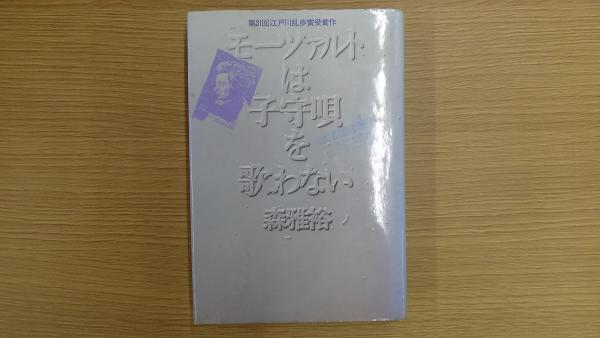 第31回江戸川乱歩賞受賞作
モーツァルト
は
子守唄
を
歌わない
森雅裕